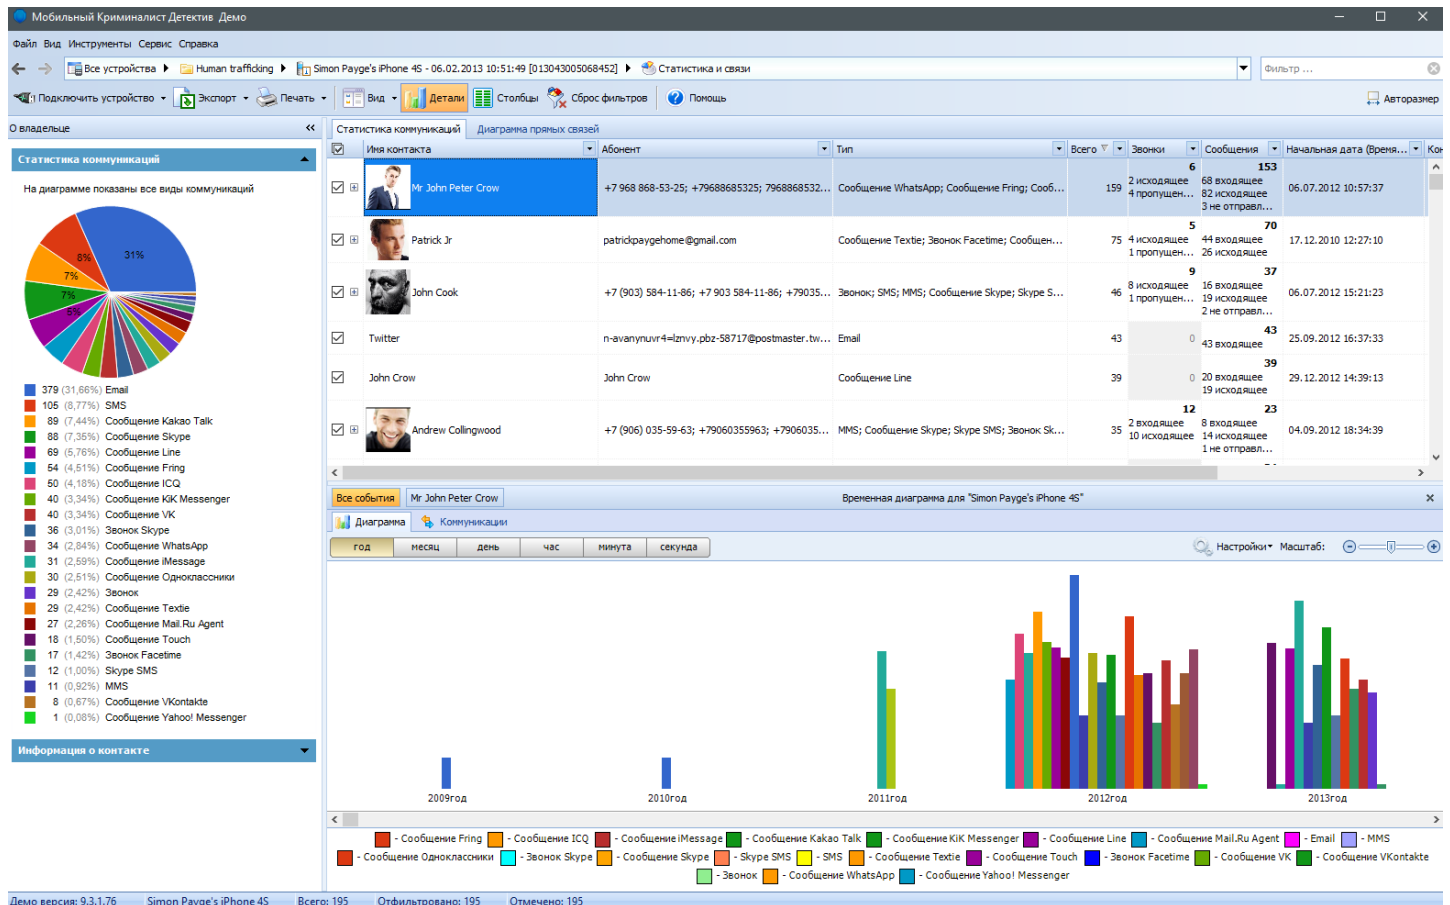 Мобильный Криминалист Детектив Демо
Файл Вид Инструменты Сервис Справка
Все устройства Human trafficking Simon Payge's iPhone 4S - 06.02.2013 10:51:49 [013043005068452] Статистика и связи Фильтр ...
Подключить устройство Экспорт Печать Вид Детали Столбцы Сброс фильтров Помощь Авторазмер
О владельце
Статистика коммуникаций
На диаграмме показаны все виды коммуникаций
31%
8%
7%
7%
379 (31,66%) Email
105 (8,77%) SMS
89 (7,44%) Сообщение Kakao Talk
88 (7,35%) Сообщение Skype
69 (5,76%) Сообщение Line
54 (4,51%) Сообщение Fring
50 (4,18%) Сообщение ICQ
40 (3,34%) Сообщение KiK Messenger
40 (3,34%) Сообщение VK
36 (3,01%) Звонок Skype
34 (2,84%) Сообщение WhatsApp
31 (2,59%) Сообщение iMessage
30 (2,51%) Сообщение Одноклассники
29 (2,42%) Звонок
29 (2,42%) Сообщение Textie
27 (2,26%) Сообщение Mail.Ru Agent
18 (1,50%) Сообщение Touch
17 (1,42%) Звонок Facetime
12 (1,00%) Skype SMS
11 (0,92%) MMS
8 (0,67%) Сообщение VKontakte
1 (0,08%) Сообщение Yahoo! Messenger
Информация о контакте
Статистика коммуникаций Диаграмма прямых связей
Имя контакта Абонент Тип Всего Звонки Сообщения Начальная дата (Время... Кон
Mr John Peter Crow +7 968 868-53-25; +79688685325; 7968868532... Сообщение WhatsApp; Сообщение Fring; Сооб... 159
6
2 исходящее
4 пропущен...
153
68 входящее
82 исходящее
3 не отправл...
06.07.2012 10:57:37
Patrick Jr patrickpaygehome@gmail.com Сообщение Textie; Звонок Facetime; Сообщен... 75
5
4 исходящее
1 пропущен...
70
44 входящее
26 исходящее
17.12.2010 12:27:10
John Cook +7 (903) 584-11-86; +7 903 584-11-86; +79035... Звонок; SMS; MMS; Сообщение Skype; Skype S... 46
9
8 исходящее
1 пропущен...
37
16 входящее
19 исходящее
2 не отправл...
06.07.2012 15:21:23
Twitter n-avanynuvr4=lznvy.pbz-58717@postmaster.tw... Email 43
0
43
43 входящее
25.09.2012 16:37:33
John Crow John Crow Сообщение Line 39
0
39
20 входящее
19 исходящее
29.12.2012 14:39:13
Andrew Collingwood +7 (906) 035-59-63; +79060355963; +7906035... MMS; Сообщение Skype; Skype SMS; Звонок Sk... 35
12
2 входящее
10 исходящее
23
8 входящее
14 исходящее
1 не отправл...
04.09.2012 18:34:39
Все события Mr John Peter Crow Временная диаграмма для "Simon Payge's iPhone 4S"
Диаграмма Коммуникации
год месяц день час минута секунда Настройки Масштаб:
2009год 2010год 2011год 2012год 2013год
- Сообщение Fring - Сообщение ICQ - Сообщение iMessage - Сообщение Kakao Talk - Сообщение KiK Messenger - Сообщение Line - Сообщение Mail.Ru Agent - Email - MMS
- Сообщение Одноклассники - Звонок Skype - Сообщение Skype - Skype SMS - SMS - Сообщение Textie - Сообщение Touch - Звонок Facetime - Сообщение VK - Сообщение VKontakte
- Звонок - Сообщение WhatsApp - Сообщение Yahoo! Messenger
Демо версия: 9.3.1.76 Simon Payge's iPhone 4S Всего: 195 Отфильтровано: 195 Отмечено: 195